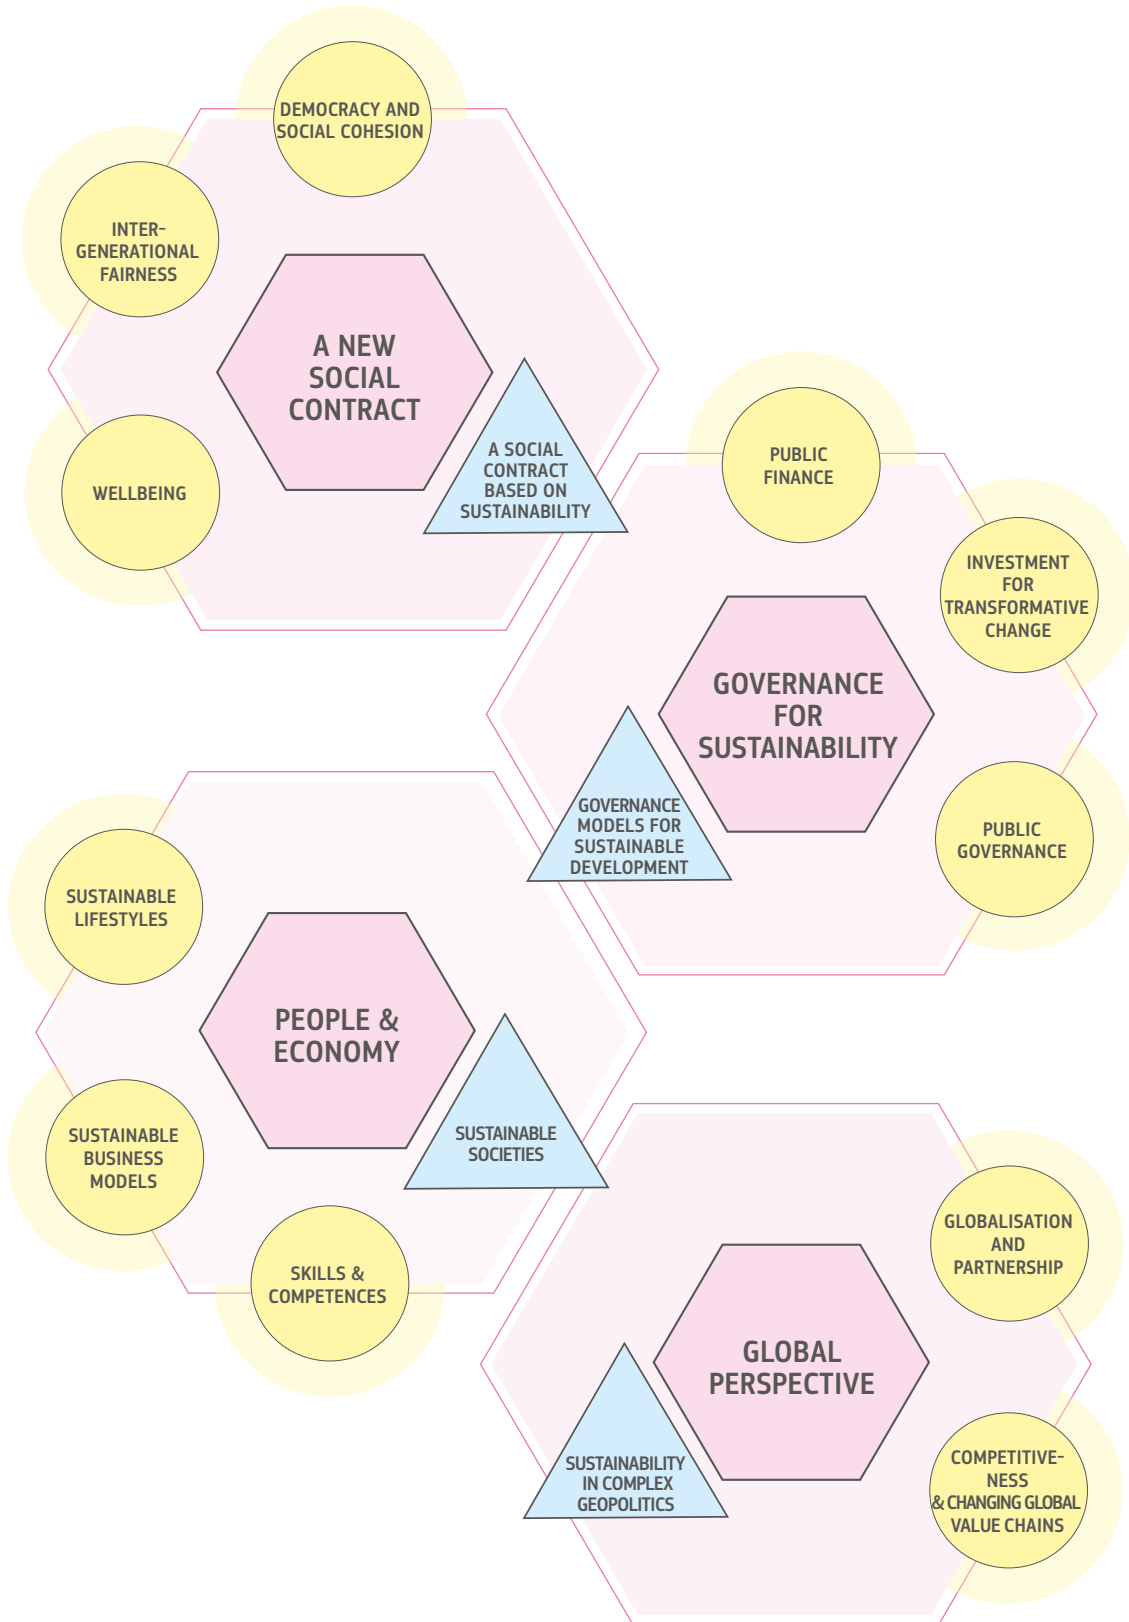 DEMOCRACY AND
SOCIAL COHESION
INTER-
GENERATIONAL
FAIRNESS
A NEW
SOCIAL
CONTRACT
WELLBEING
A SOCIAL
CONTRACT
BASED ON
SUSTAINABILITY
PUBLIC
FINANCE
INVESTMENT
FOR
TRANSFORMATIVE
CHANGE
GOVERNANCE
FOR
SUSTAINABILITY
GOVERNANCE
MODELS FOR
SUSTAINABLE
DEVELOPMENT
PUBLIC
GOVERNANCE
SUSTAINABLE
LIFESTYLES
PEOPLE &
ECONOMY
SUSTAINABLE
BUSINESS
MODELS
SUSTAINABLE
SOCIETIES
SKILLS &
COMPETENCES
GLOBALISATION
AND
PARTNERSHIP
GLOBAL
PERSPECTIVE
SUSTAINABILITY
IN COMPLEX
GEOPOLITICS
COMPETITIVE-
NESS
& CHANGING GLOBAL
VALUE CHAINS